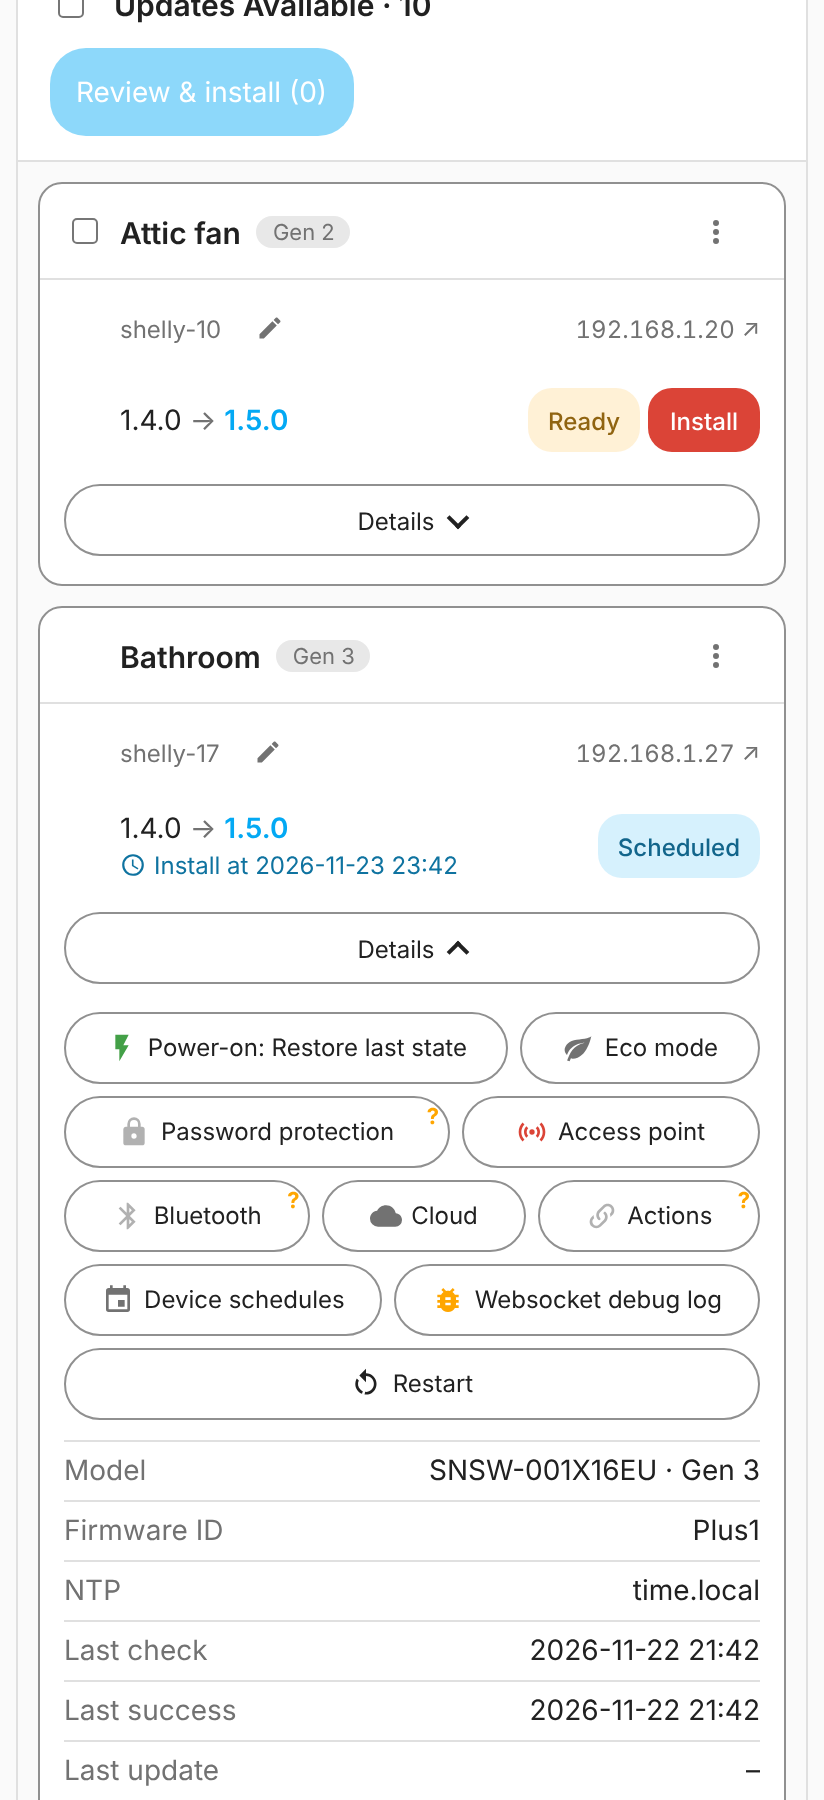 Updates Available · 10
Review & install (0)
Attic fan Gen 2
shelly-10 192.168.1.20 ↗
1.4.0 → 1.5.0 Ready Install
Details
Bathroom Gen 3
shelly-17 192.168.1.27 ↗
1.4.0 → 1.5.0
Install at 2026-11-23 23:42 Scheduled
Details
Power-on: Restore last state Eco mode
Password protection ? Access point
Bluetooth ? Cloud Actions ?
Device schedules Websocket debug log
Restart
Model SNSW-001X16EU · Gen 3
Firmware ID Plus1
NTP time.local
Last check 2026-11-22 21:42
Last success 2026-11-22 21:42
Last update –